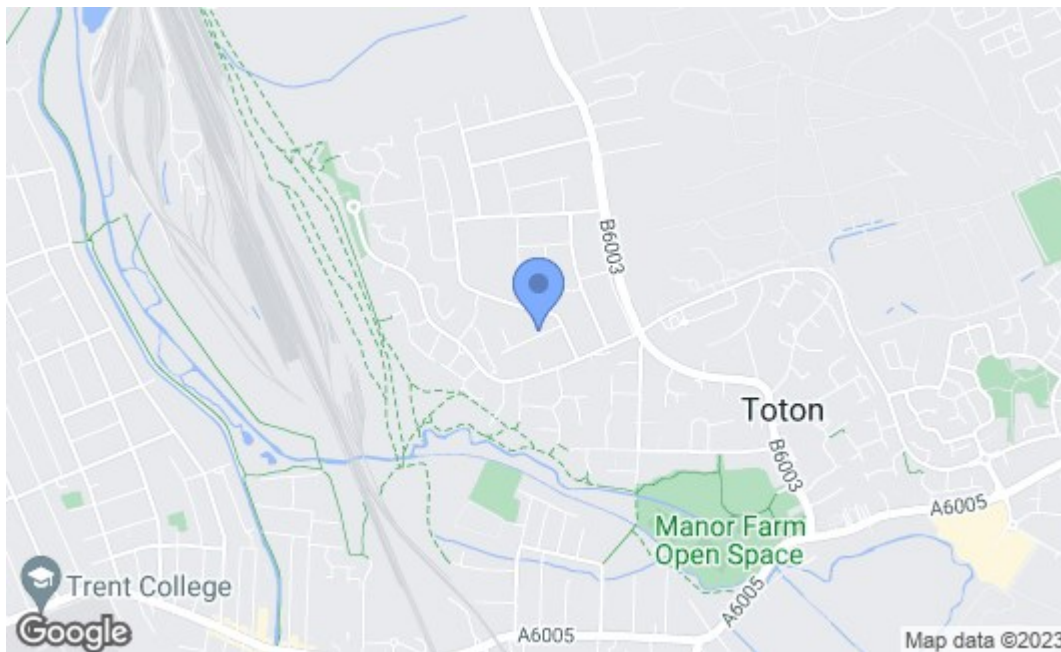 B6003
Toton
B6003
A6005
Manor Farm
Open Space
Trent College
A6005
A6005
Google
Map data ©2023